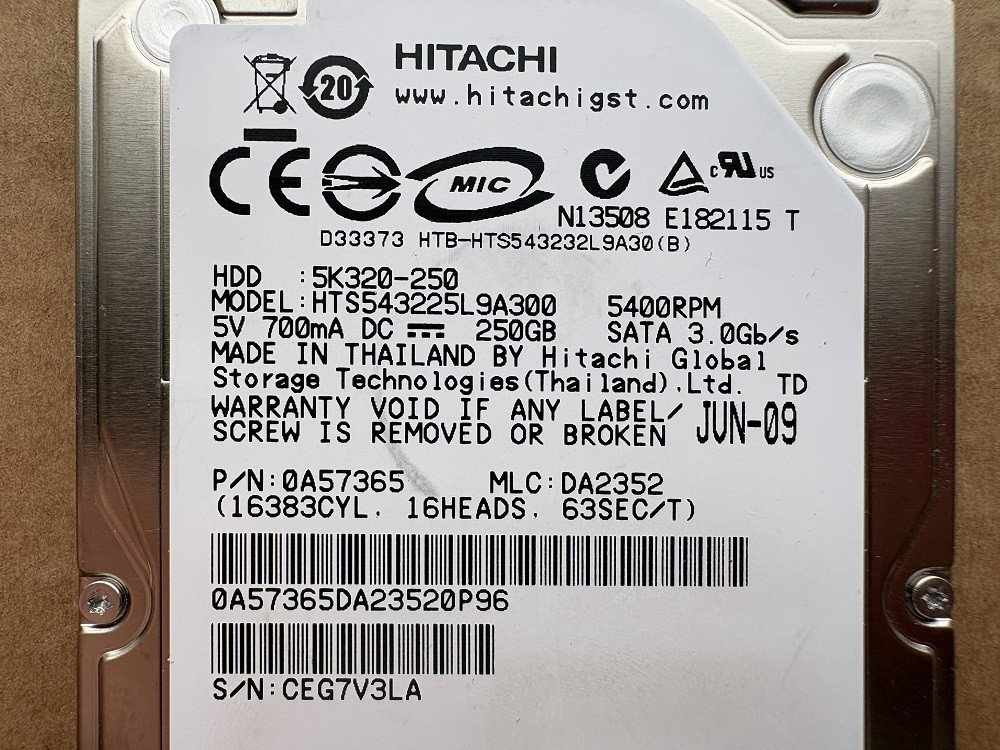 HITACHI
20
www.hitachigst.com
CE MIC c RU US
N13508 E182115 T
D33373 HTB-HTS543232L9A30(B)
HDD :5K320-250
MODEL:HTS543225L9A300 5400RPM
5V 700mA DC 250GB SATA 3.0Gb/s
MADE IN THAILAND BY Hitachi Global
Storage Technologies(Thailand),Ltd. TD
WARRANTY VOID IF ANY LABEL/ JUN-09
SCREW IS REMOVED OR BROKEN
P/N:0A57365 MLC:DA2352
(16383CYL, 16HEADS, 63SEC/T)
0A57365DA23520P96
S/N:CEG7V3LA